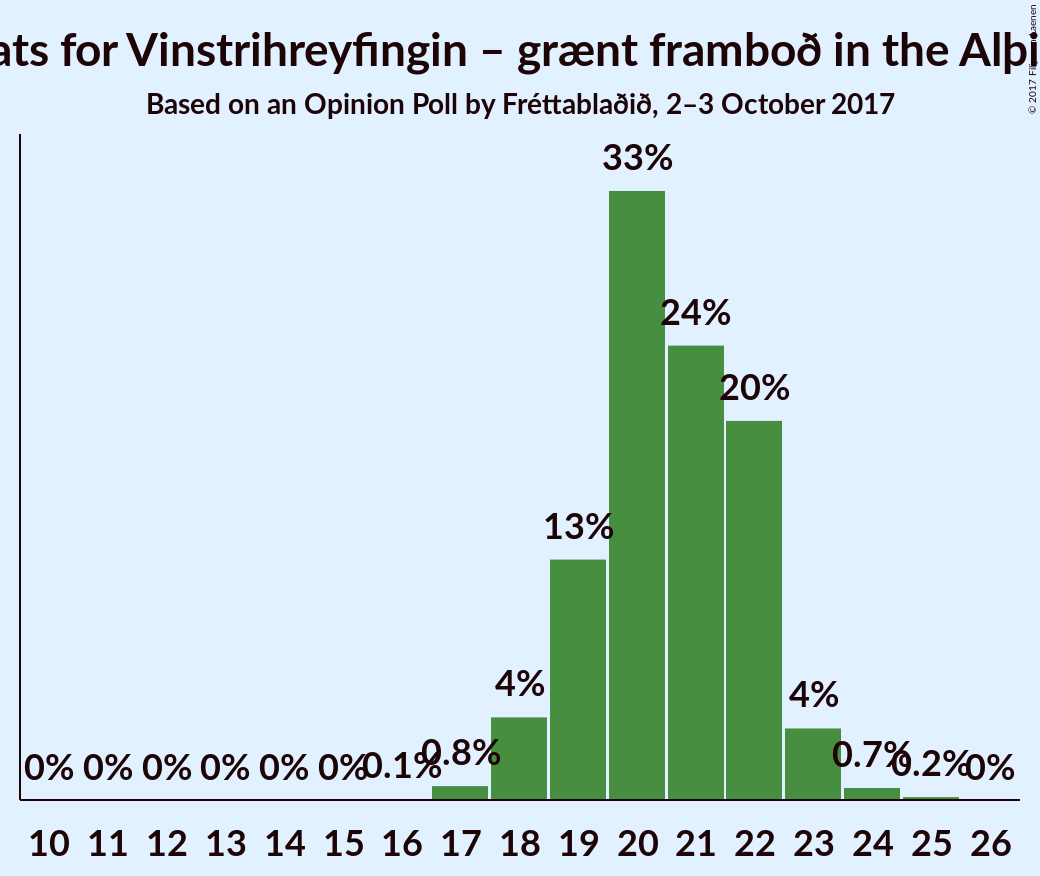 ats for Vinstrihreyfingin – grænt framboð in the Alþi
Based on an Opinion Poll by Fréttablaðið, 2–3 October 2017
© 2017
33%
24%
20%
13%
4%
4%
0% 0% 0% 0% 0% 0% 0.1% 0.8% 0.7% 0.2% 0%
10 11 12 13 14 15 16 17 18 19 20 21 22 23 24 25 26